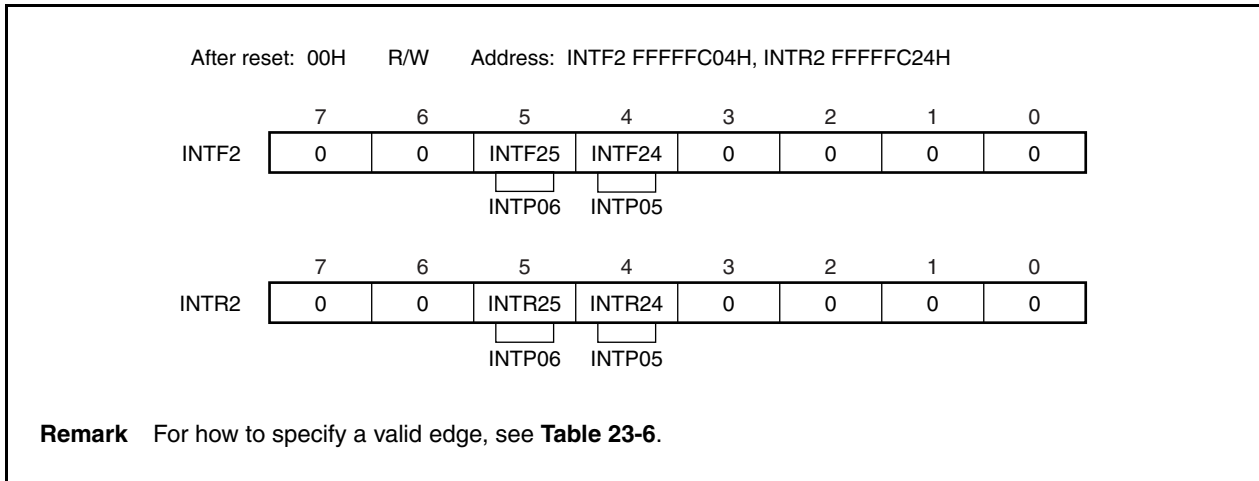 After reset: 00H R/W Address: INTF2 FFFFFC04H, INTR2 FFFFFC24H
7 6 5 4 3 2 1 0
INTF2 0 0 INTF25 INTF24 0 0 0 0
INTP06 INTP05
7 6 5 4 3 2 1 0
INTR2 0 0 INTR25 INTR24 0 0 0 0
INTP06 INTP05
Remark For how to specify a valid edge, see Table 23-6.